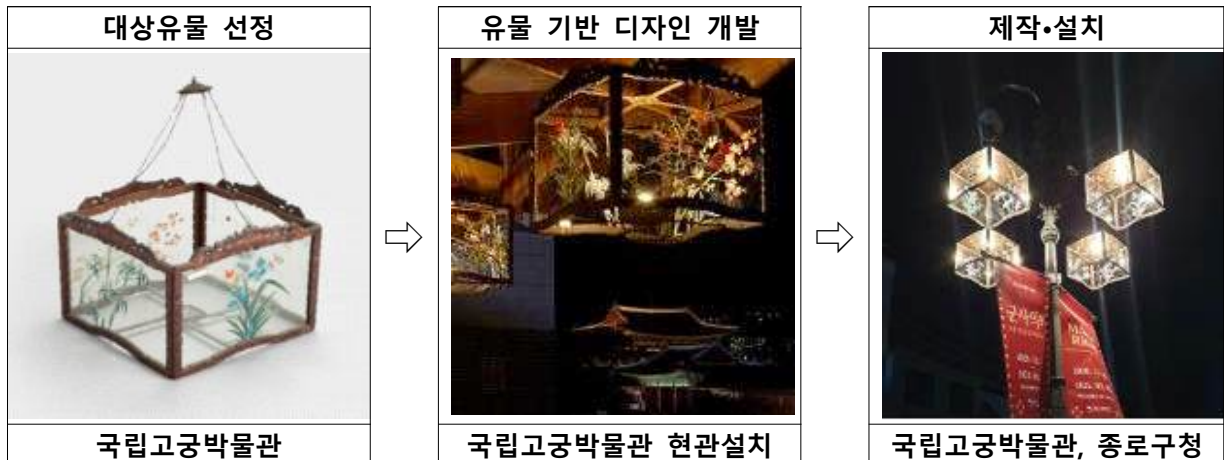 대상유물 선정
유물 기반 디자인 개발
제작•설치
국립고궁박물관
국립고궁박물관 현관설치
국립고궁박물관, 종로구청